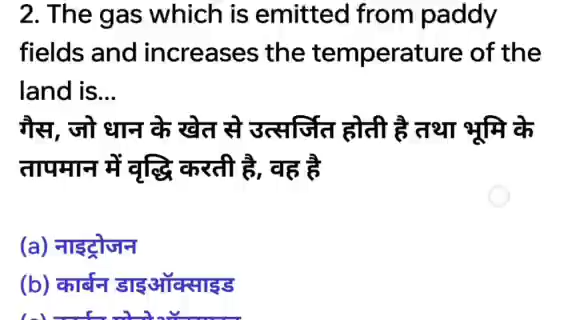 2. The gas which is emitted from paddy
fields and increases the temperature of the
land is...
गैस, जो धान के खेत से उत्सर्जित होती है तथा भूमि के
तापमान में वृद्धि करती है, वह है
(a) नाइट्रोजन
(b) कार्बन डाइऑक्साइड